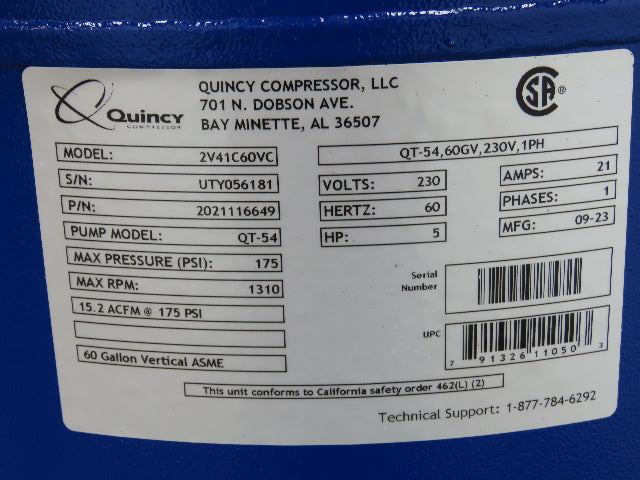 Quincy
COMPRESSOR
QUINCY COMPRESSOR, LLC
701 N. DOBSON AVE.
BAY MINETTE, AL 36507
CSA®
MODEL: 2V41C60VC
S/N: UTY056181
P/N: 2021116649
PUMP MODEL: QT-54
MAX PRESSURE (PSI): 175
MAX RPM: 1310
15.2 ACFM @ 175 PSI
60 Gallon Vertical ASME
QT-54,60GV,230V,1PH
VOLTS: 230
AMPS: 21
HERTZ: 60
PHASES: 1
HP: 5
MFG: 09-23
Serial
Number
UPC
7 91326 11050 3
This unit conforms to California safety order 462(L) (2)
Technical Support: 1-877-784-6292